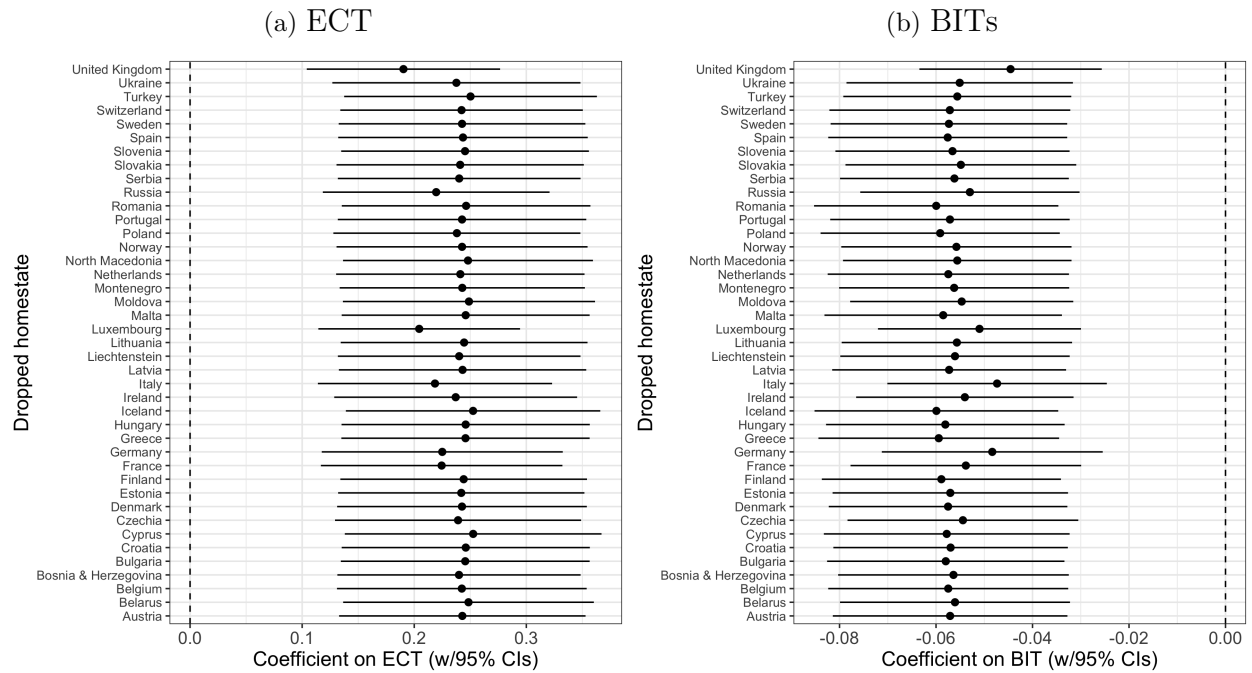 (a) ECT
Dropped homestate
United Kingdom
Ukraine
Turkey
Switzerland
Sweden
Spain
Slovenia
Slovakia
Serbia
Russia
Romania
Portugal
Poland
Norway
North Macedonia
Netherlands
Montenegro
Moldova
Malta
Luxembourg
Lithuania
Liechtenstein
Latvia
Italy
Ireland
Iceland
Hungary
Greece
Germany
France
Finland
Estonia
Denmark
Czechia
Cyprus
Croatia
Bulgaria
Bosnia & Herzegovina
Belgium
Belarus
Austria
0.0 0.1 0.2 0.3
Coefficient on ECT (w/95% CIs)
(b) BITs
Dropped homestate
United Kingdom
Ukraine
Turkey
Switzerland
Sweden
Spain
Slovenia
Slovakia
Serbia
Russia
Romania
Portugal
Poland
Norway
North Macedonia
Netherlands
Montenegro
Moldova
Malta
Luxembourg
Lithuania
Liechtenstein
Latvia
Italy
Ireland
Iceland
Hungary
Greece
Germany
France
Finland
Estonia
Denmark
Czechia
Cyprus
Croatia
Bulgaria
Bosnia & Herzegovina
Belgium
Belarus
Austria
-0.08 -0.06 -0.04 -0.02 0.00
Coefficient on BIT (w/95% CIs)